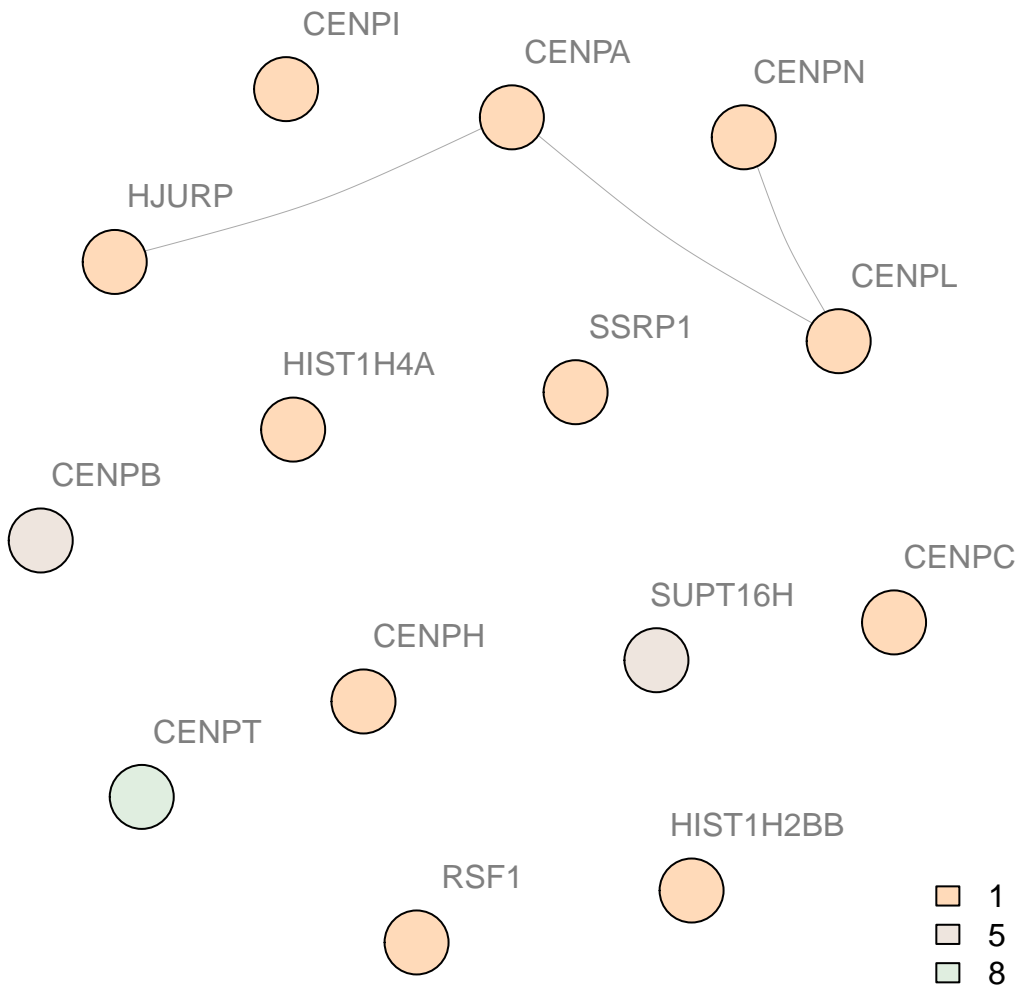 CENPI
CENPA
CENPN
HJURP
CENPL
SSRP1
HIST1H4A
CENPB
CENPC
SUPT16H
CENPH
CENPT
HIST1H2BB
RSF1
1
5
8